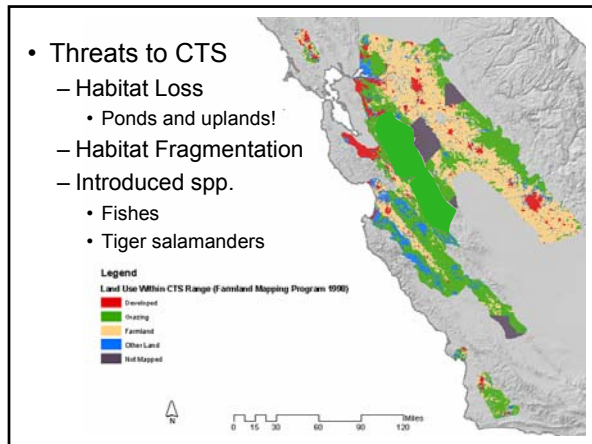 • Threats to CTS
– Habitat Loss
• Ponds and uplands!
– Habitat Fragmentation
– Introduced spp.
• Fishes
• Tiger salamanders
Legend
Land Use Within CTS Range (Farmland Mapping Program 1998)
Developed
Grazing
Farmland
Other Land
Not Mapped
N
0 15 30 60 90 120
Miles